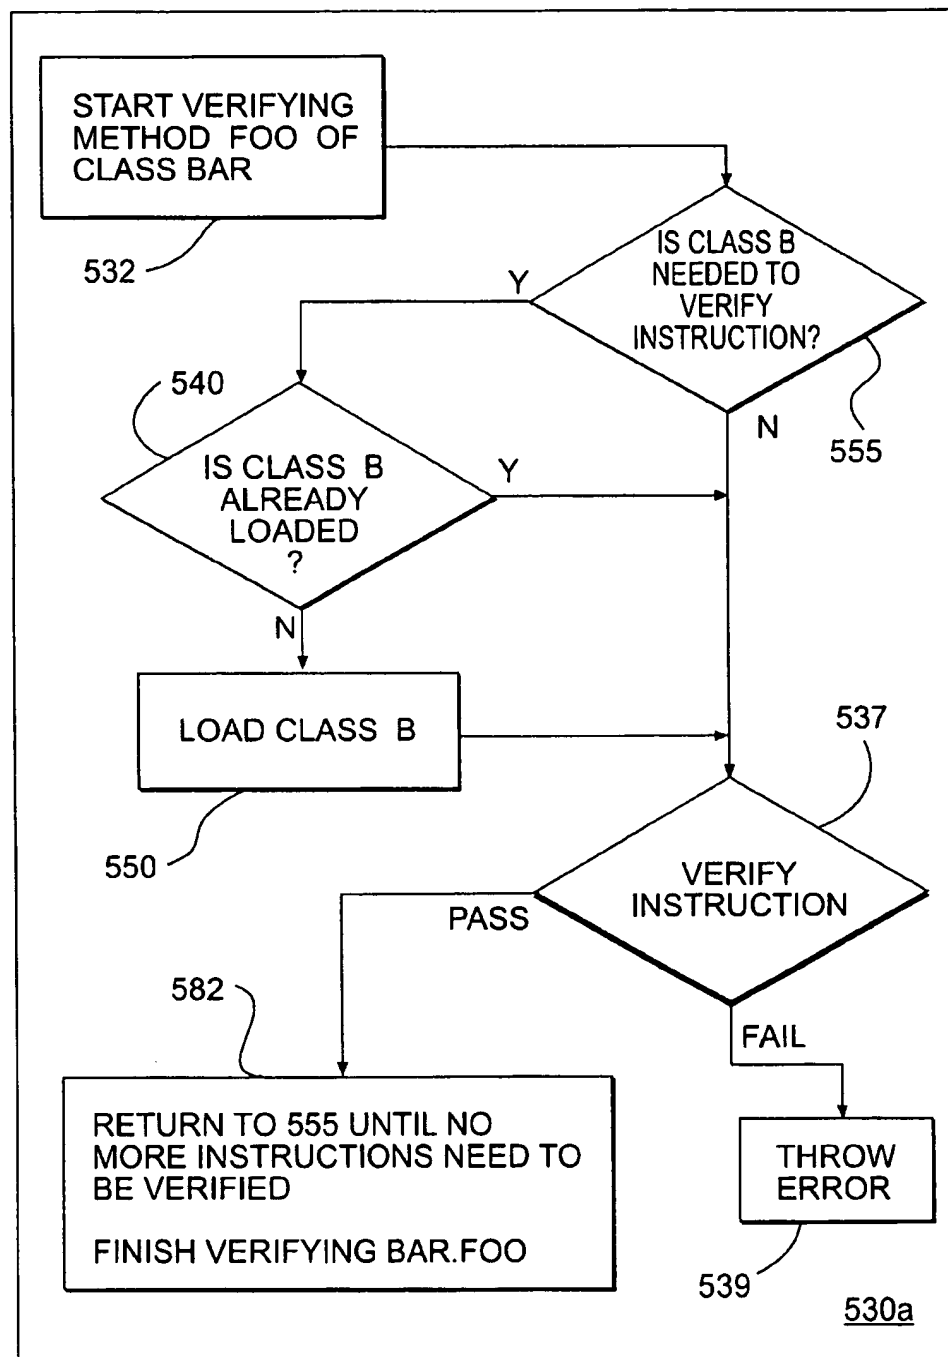 START VERIFYING
METHOD FOO OF
CLASS BAR
532
IS CLASS B
NEEDED TO
VERIFY
INSTRUCTION?
Y
555
N
540
IS CLASS B
ALREADY
LOADED
?
Y
N
LOAD CLASS B
550
537
VERIFY
INSTRUCTION
PASS
FAIL
582
RETURN TO 555 UNTIL NO
MORE INSTRUCTIONS NEED TO
BE VERIFIED
FINISH VERIFYING BAR.FOO
THROW
ERROR
539
530a